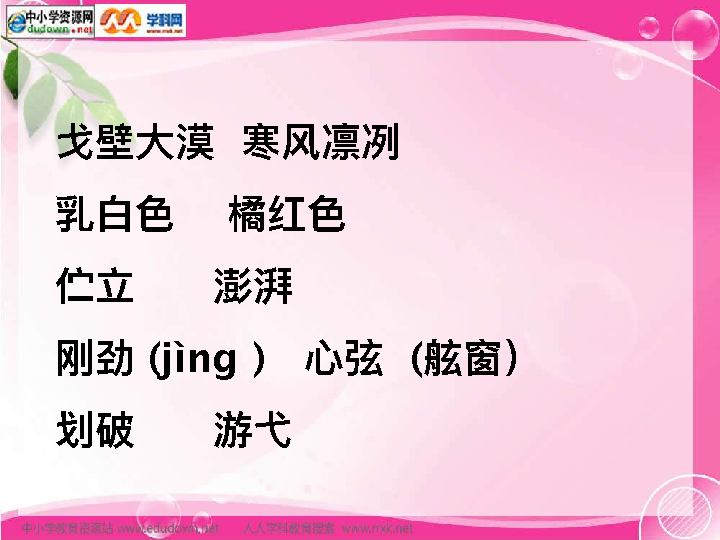 中小学资源网 学科网
dudown.net www.nxk.net
戈壁大漠 寒风凛冽
乳白色 橘红色
伫立 澎湃
刚劲 (jìng ) 心弦 (舷窗）
划破 游弋
中小学教育资源站 www.edudown.net 人人学科教育搜索 www.nxk.net